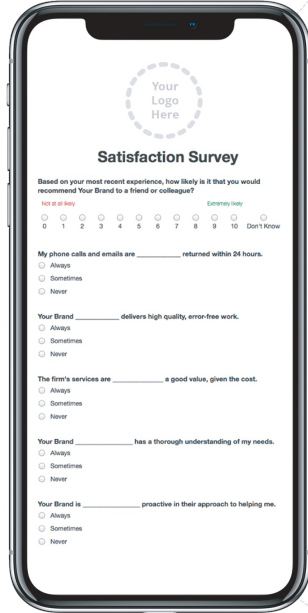 Your
Logo
Here
Satisfaction Survey
Based on your most recent experience, how likely is it that you would
recommend Your Brand to a friend or colleague?
Not at all likely Extremely likely
0 1 2 3 4 5 6 7 8 9 10 Don't Know
My phone calls and emails are ____________ returned within 24 hours.
Always
Sometimes
Never
Your Brand ____________ delivers high quality, error-free work.
Always
Sometimes
Never
The firm's services are ______________ a good value, given the cost.
Always
Sometimes
Never
Your Brand ________________ has a thorough understanding of my needs.
Always
Sometimes
Never
Your Brand is ________________ proactive in their approach to helping me.
Always
Sometimes
Never